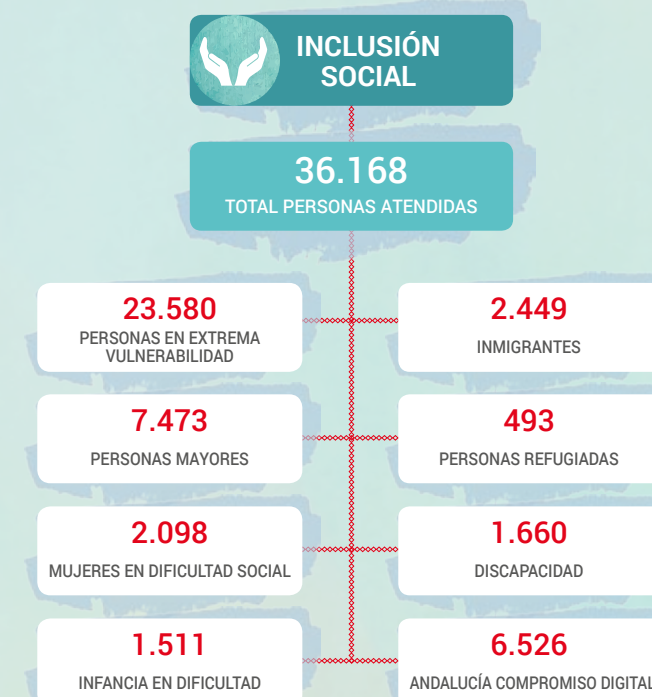 INCLUSIÓN
SOCIAL
36.168
TOTAL PERSONAS ATENDIDAS
23.580
PERSONAS EN EXTREMA
VULNERABILIDAD
2.449
INMIGRANTES
7.473
PERSONAS MAYORES
493
PERSONAS REFUGIADAS
2.098
MUJERES EN DIFICULTAD SOCIAL
1.660
DISCAPACIDAD
1.511
INFANCIA EN DIFICULTAD
6.526
ANDALUCÍA COMPROMISO DIGITAL